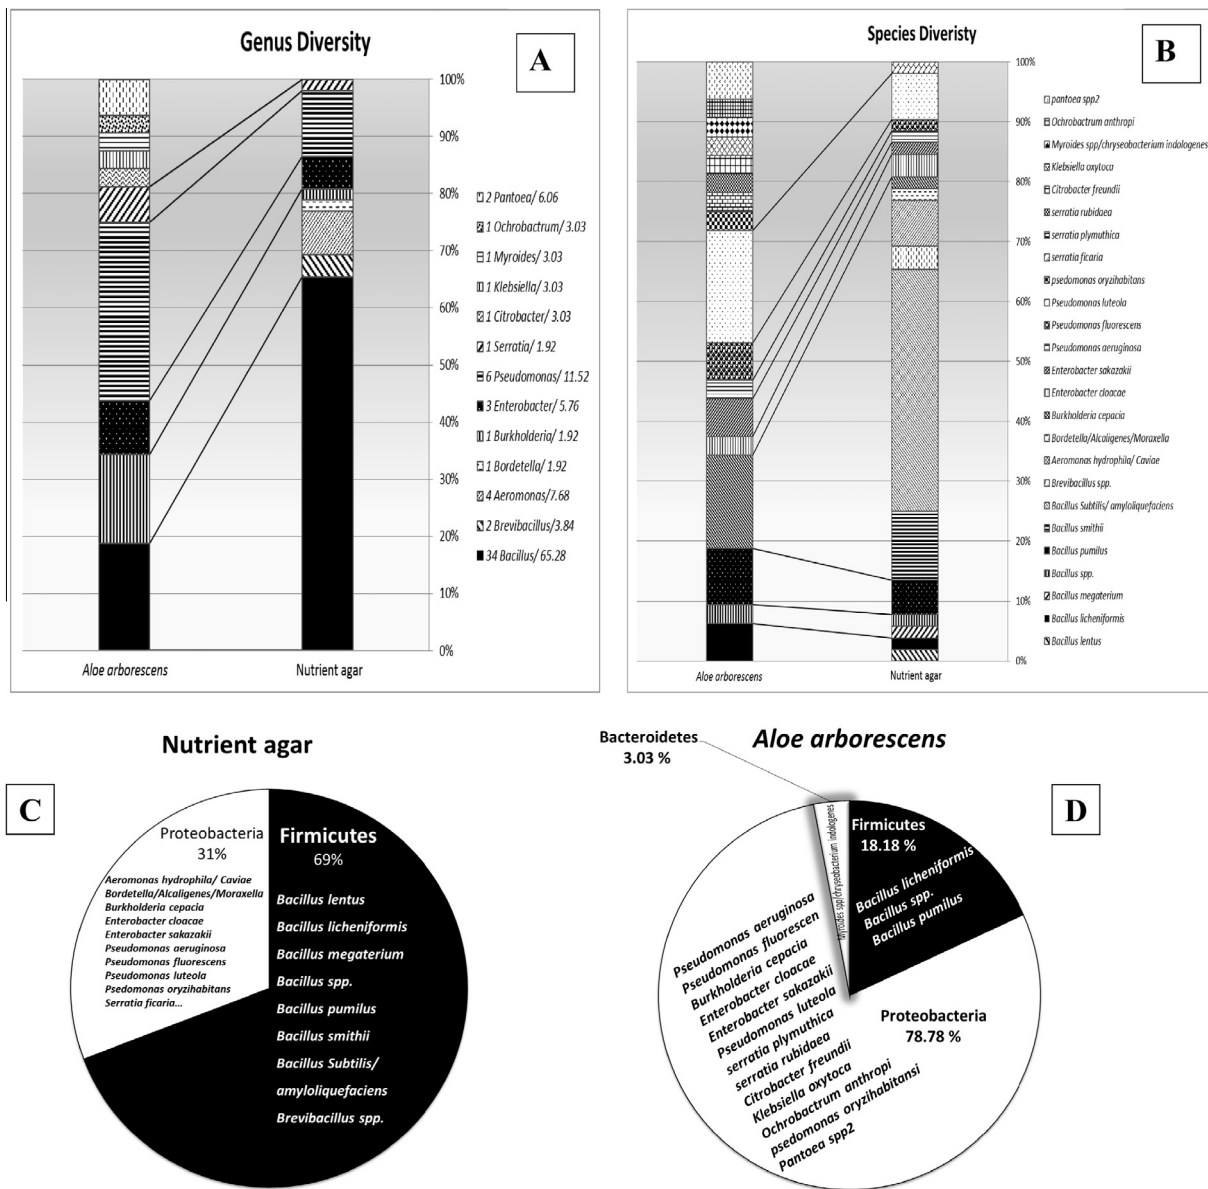 Genus Diversity
A
100%
90%
80%
70%
60%
50%
40%
30%
20%
10%
0%
2 Pantoea/ 6.06
1 Ochrobactrum/ 3.03
1 Myroides/ 3.03
1 Klebsiella/ 3.03
1 Citrobacter/ 3.03
1 Serratia/ 1.92
6 Pseudomonas/ 11.52
3 Enterobacter/ 5.76
1 Burkholderia/ 1.92
1 Bordetella/ 1.92
4 Aeromonas/7.68
2 Brevibacillus/3.84
34 Bacillus/ 65.28
Aloe arborescens
Nutrient agar
Species Diveristy
B
100%
90%
80%
70%
60%
50%
40%
30%
20%
10%
0%
pantoea spp2
Ochrobactrum anthropi
Myroides spp/chryseobacterium indologenes
Klebsiella oxytoca
Citrobacter freundii
serratia rubidaea
serratia plymuthica
serratia ficaria
psedomonas oryzihabitans
Pseudomonas luteola
Pseudomonas fluorescens
Pseudomonas aeruginosa
Enterobacter sakazakii
Enterobacter cloacae
Burkholderia cepacia
Bordetella/Alcaligenes/Moraxella
Aeromonas hydrophila/ Caviae
Brevibacillus spp.
Bacillus Subtilis/ amyloliquefaciens
Bacillus smithii
Bacillus pumilus
Bacillus spp.
Bacillus megaterium
Bacillus licheniformis
Bacillus lentus
Aloe arborescens
Nutrient agar
Nutrient agar
C
Proteobacteria
31%
Aeromonas hydrophila/ Caviae
Bordetella/Alcaligenes/Moraxella
Burkholderia cepacia
Enterobacter cloacae
Enterobacter sakazakii
Pseudomonas aeruginosa
Pseudomonas fluorescens
Pseudomonas luteola
Psedomonas oryzihabitans
Serratia ficaria...
Firmicutes
69%
Bacillus lentus
Bacillus licheniformis
Bacillus megaterium
Bacillus spp.
Bacillus pumilus
Bacillus smithii
Bacillus Subtilis/
amyloliquefaciens
Brevibacillus spp.
Aloe arborescens
D
Bacteroidetes
3.03 %
Myroides spp/chryseobacterium indologenes
Firmicutes
18.18 %
Bacillus licheniformis
Bacillus spp.
Bacillus pumilus
Proteobacteria
78.78 %
Pseudomonas aeruginosa
Pseudomonas fluorescen
Burkholderia cepacia
Enterobacter cloacae
Enterobacter sakazakii
Pseudomonas luteola
serratia plymuthica
serratia rubidaea
Citrobacter freundii
Klebsiella oxytoca
Ochrobactrum anthropi
psedomonas oryzihabitansi
Pantoea spp2